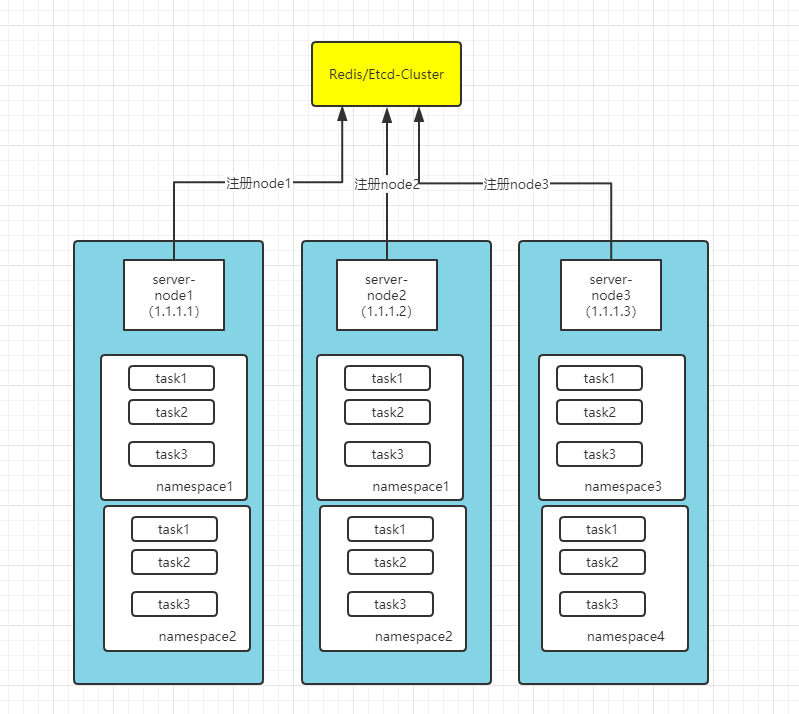 Redis/Etcd-Cluster
注册node1
注册node2
注册node3
server-
node1
（1.1.1.1）
task1
task2
task3
namespace1
task1
task2
task3
namespace2
server-
node2
（1.1.1.2）
task1
task2
task3
namespace1
task1
task2
task3
namespace2
server-
node3
（1.1.1.3）
task1
task2
task3
namespace3
task1
task2
task3
namespace4